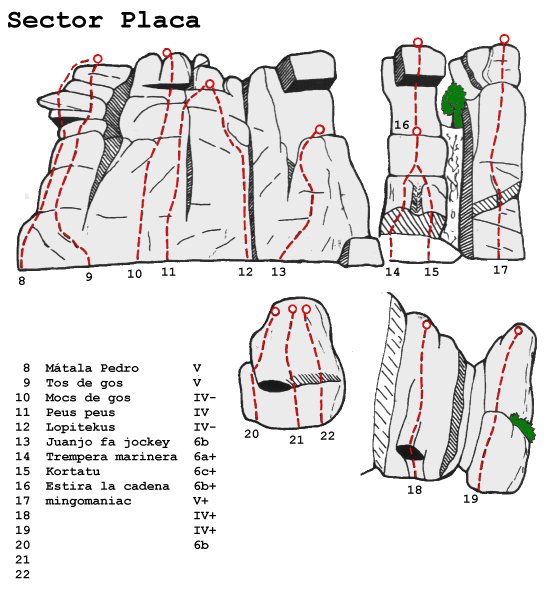 Sector Placa
16
8
9
10
11
12
13
14
15
17
20
21
22
18
19
8 Mátala Pedro V
9 Tos de gos V
10 Mocs de gos IV-
11 Peus peus IV
12 Lopitekus IV-
13 Juanjo fa jockey 6b
14 Trempera marinera 6a+
15 Kortatu 6c+
16 Estira la cadena 6b+
17 mingomaniac V+
18 IV+
19 IV+
20 6b
21
22